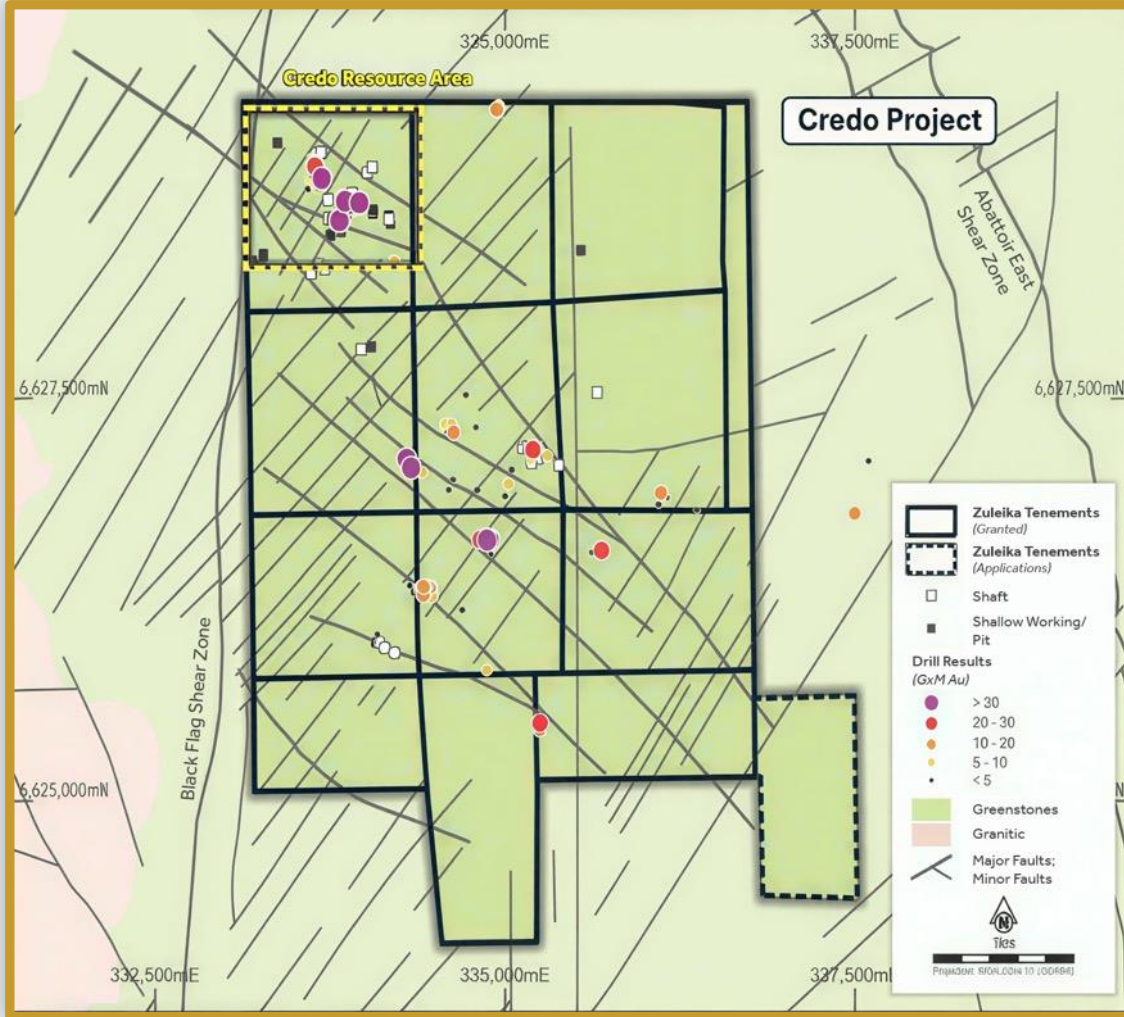 325,000mE
337,500mE
Credo Resource Area
Credo Project
Abattoir East
Shear Zone
6,627,500mN
6,627,500mN
Black Flag Shear Zone
6,625,000mN
N
332,500mE
335,000mE
337,500mE
Zuleika Tenements
(Granted)
Zuleika Tenements
(Applications)
Shaft
Shallow Working/
Pit
Drill Results
(GxM Au)
> 30
20 - 30
10 - 20
5 - 10
< 5
Greenstones
Granitic
Major Faults;
Minor Faults
N